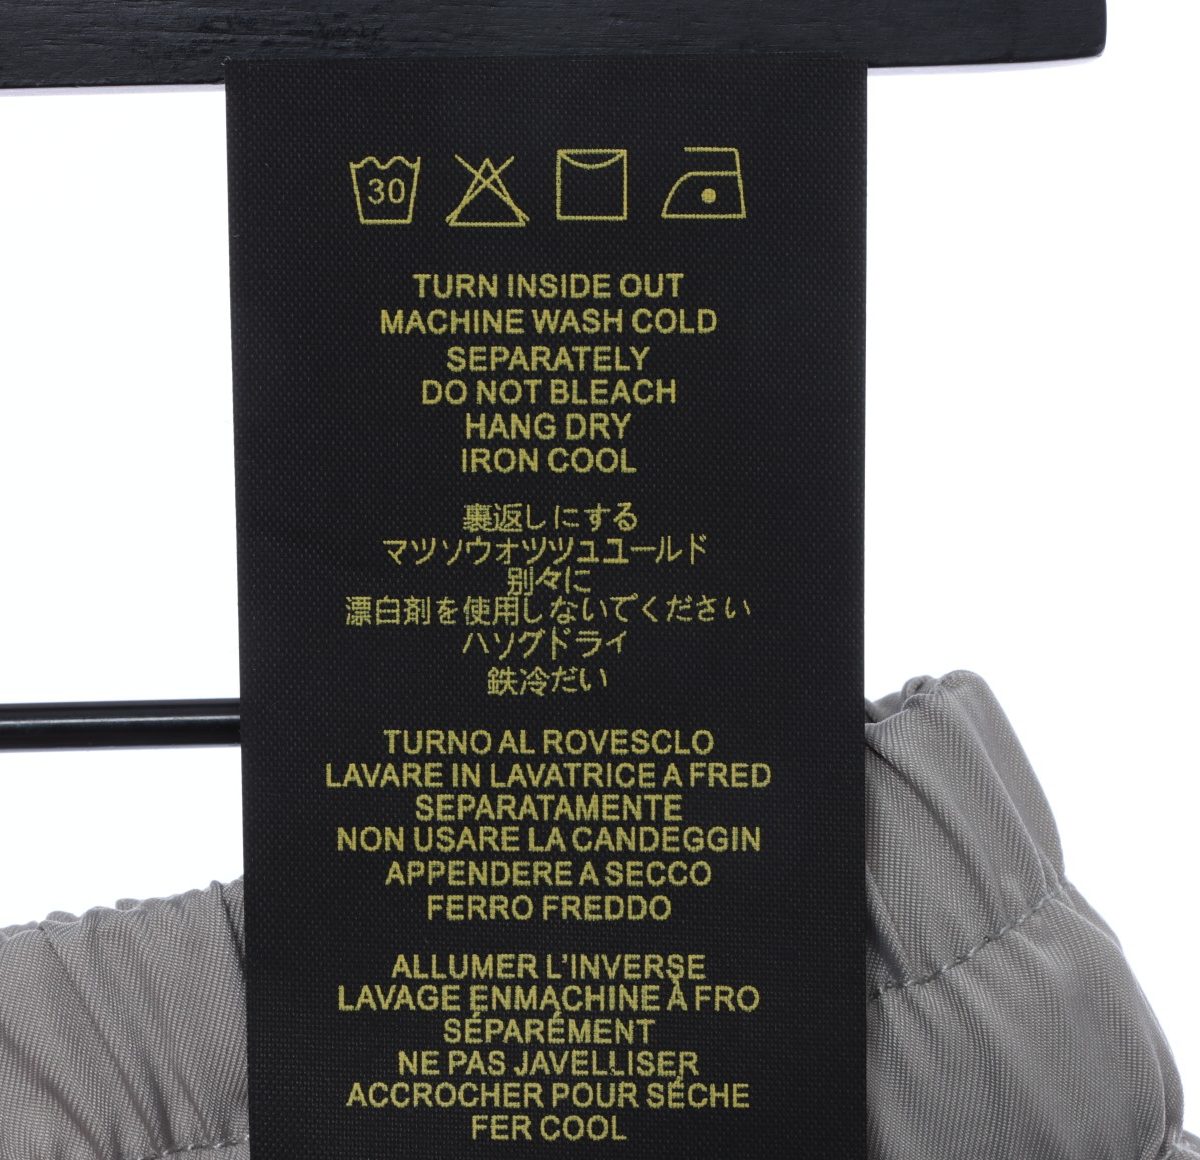 30
TURN INSIDE OUT
MACHINE WASH COLD
SEPARATELY
DO NOT BLEACH
HANG DRY
IRON COOL
裏返しにする
マツソウォツツュユールド
別々に
漂白剤を使用しないでください
ハソグドライ
鉄冷だい
TURNO AL ROVESCLO
LAVARE IN LAVATRICE A FRED
SEPARATAMENTE
NON USARE LA CANDEGGIN
APPENDERE A SECCO
FERRO FREDDO
ALLUMER L'INVERSE
LAVAGE ENMACHINE À FRO
SÉPARÉMENT
NE PAS JAVELLISER
ACCROCHER POUR SÉCHE
FER COOL